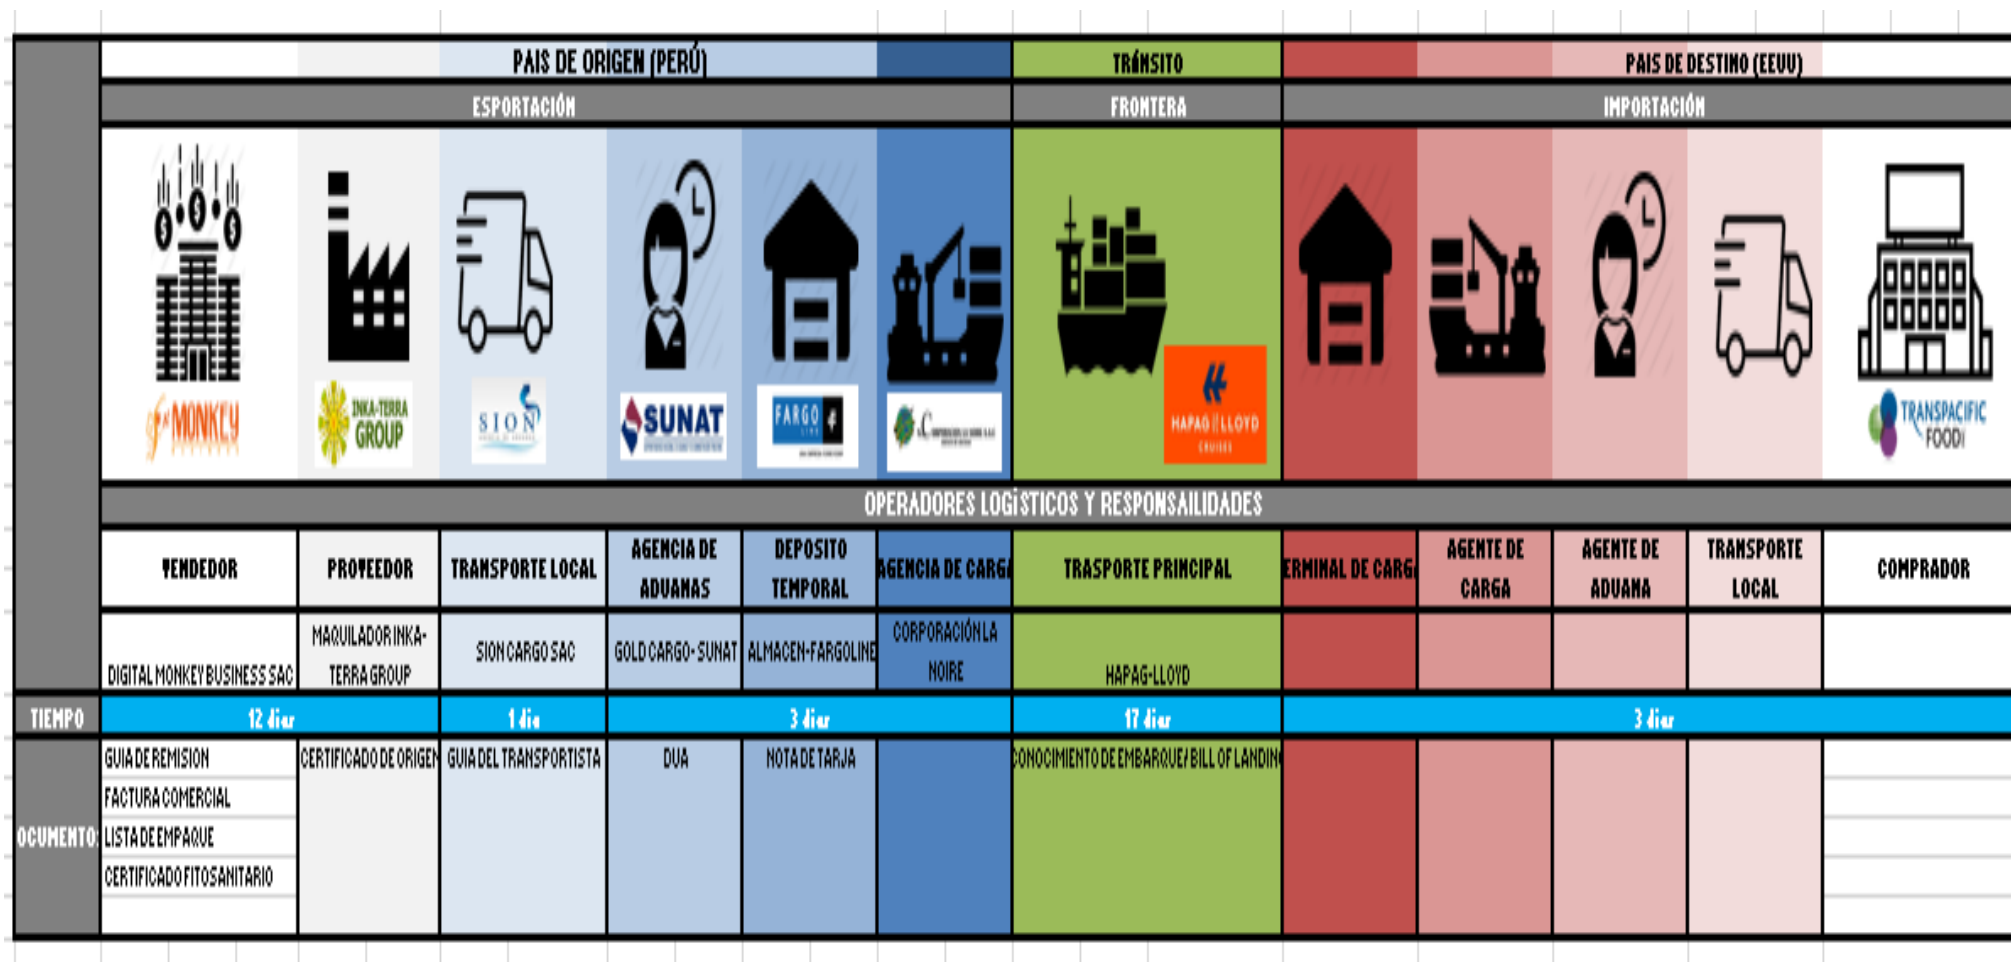 PAIS DE ORIGEN (PERÚ)
TRÁNSITO
PAIS DE DESTINO (EEUU)
ESPORTACIÓN
FRONTERA
IMPORTACIÓN
MONKEY
INKA-TERRA
GROUP
SION
SUNAT
FARGO
LINE
4
HAPAG LLOYD
CRUISES
TRANSPACIFIC
FOODS
OPERADORES LOGÍSTICOS Y RESPONSAILIDADES
VENDEDOR
PROVEEDOR
TRANSPORTE LOCAL
AGENCIA DE
ADUANAS
DEPOSITO
TEMPORAL
AGENCIA DE CARGA
TRASPORTE PRINCIPAL
ERMINAL DE CARGA
AGENTE DE
CARGA
AGENTE DE
ADUANA
TRANSPORTE
LOCAL
COMPRADOR
DIGITAL MONKEY BUSINESS SAC
MAQUILADOR INKA-
TERRA GROUP
SION CARGO SAC
GOLD CARGO- SUNAT
ALMACEN-FARGOLINE
CORPORACIÓN LA
NOIRE
HAPAG-LLOYD
TIEMPO
12 dias
1 dia
3 dias
17 dias
3 dias
OCUMENTO
GUIA DE REMISION
FACTURA COMERCIAL
LISTA DE EMPAQUE
CERTIFICADO FITOSANITARIO
CERTIFICADO DE ORIGEN
GUIA DEL TRANSPORTISTA
DUA
NOTA DE TARJA
CONOCIMIENTO DE EMBARQUE/ BILL OF LANDIN